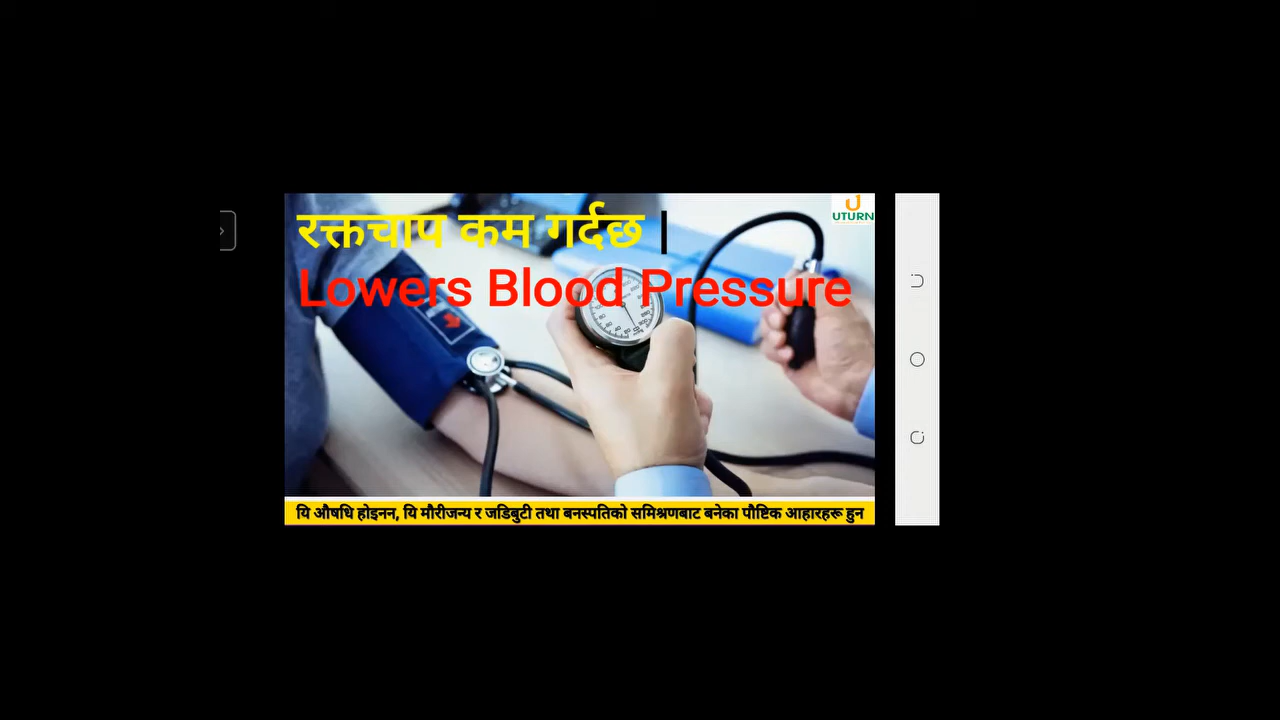 रक्तचाप कम गर्दछ |
UTURN
Lowers Blood Pressure
यि औषधि होइनन, यि मौरीजन्य र जडिबुटी तथा बनस्पतिको समिश्रणबाट बनेका पौष्टिक आहारहरू हुन